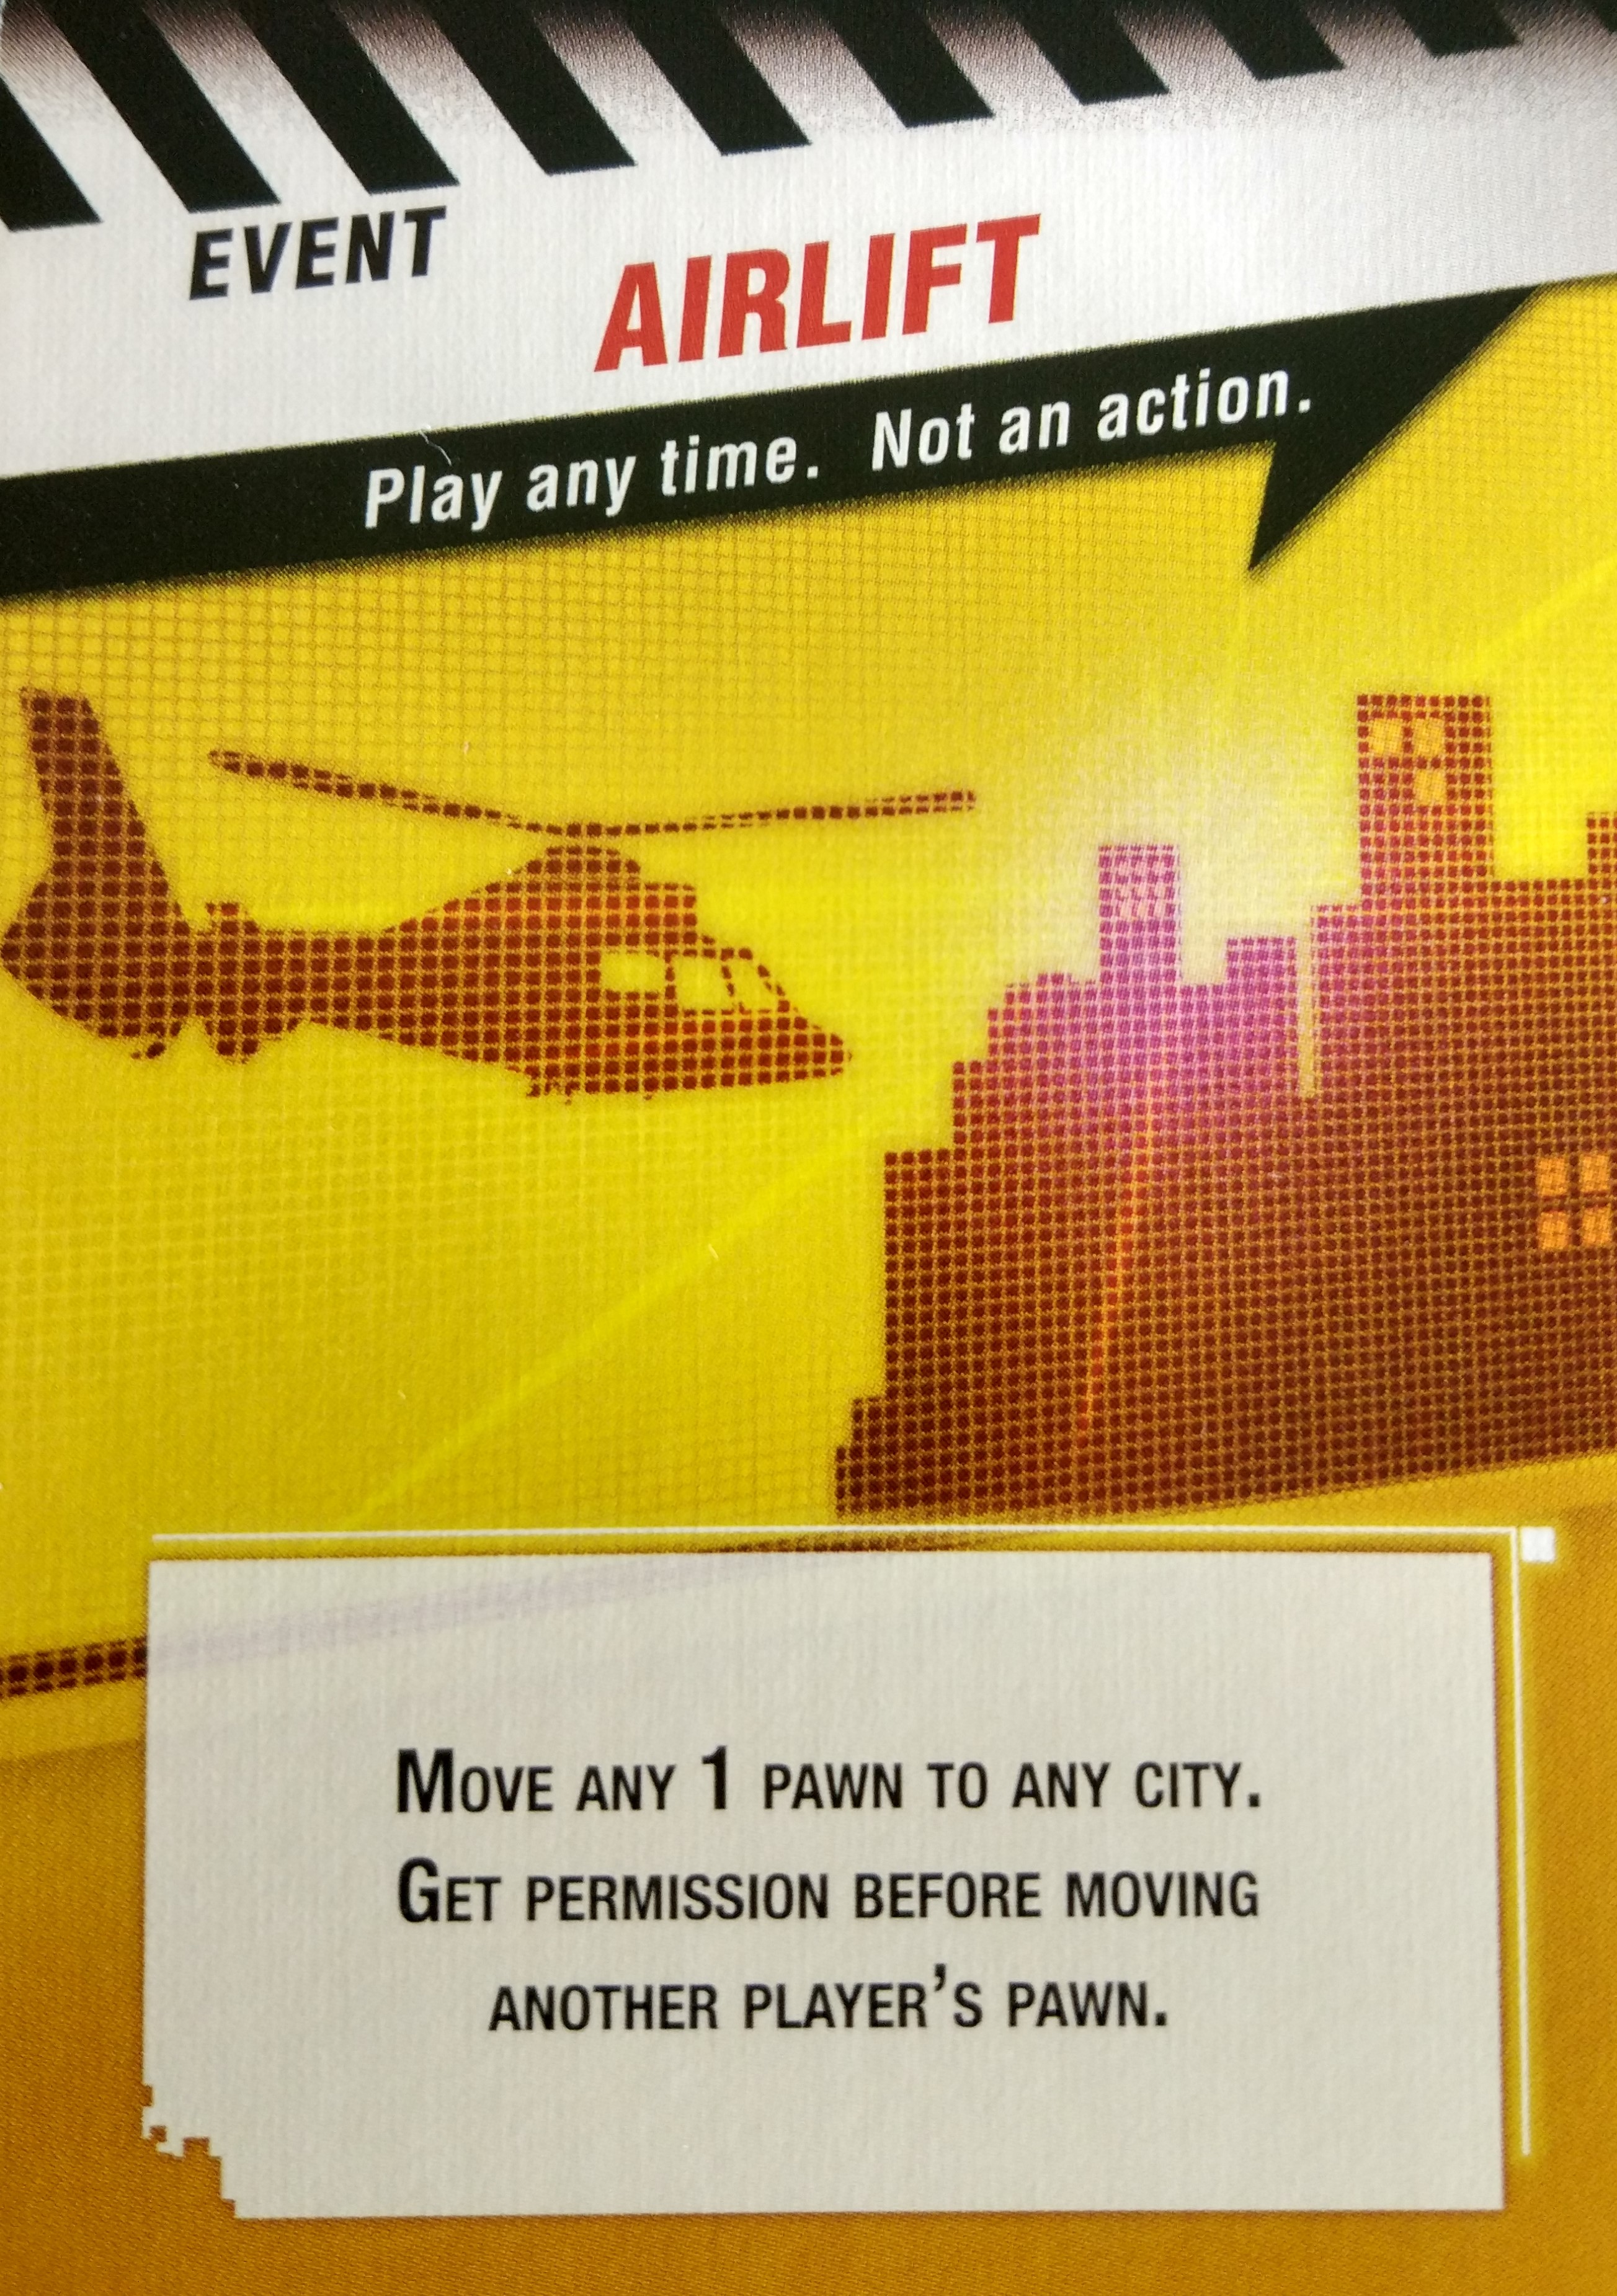 EVENT
AIRLIFT
Play any time. Not an action.
MOVE ANY 1 PAWN TO ANY CITY.
GET PERMISSION BEFORE MOVING
ANOTHER PLAYER'S PAWN.